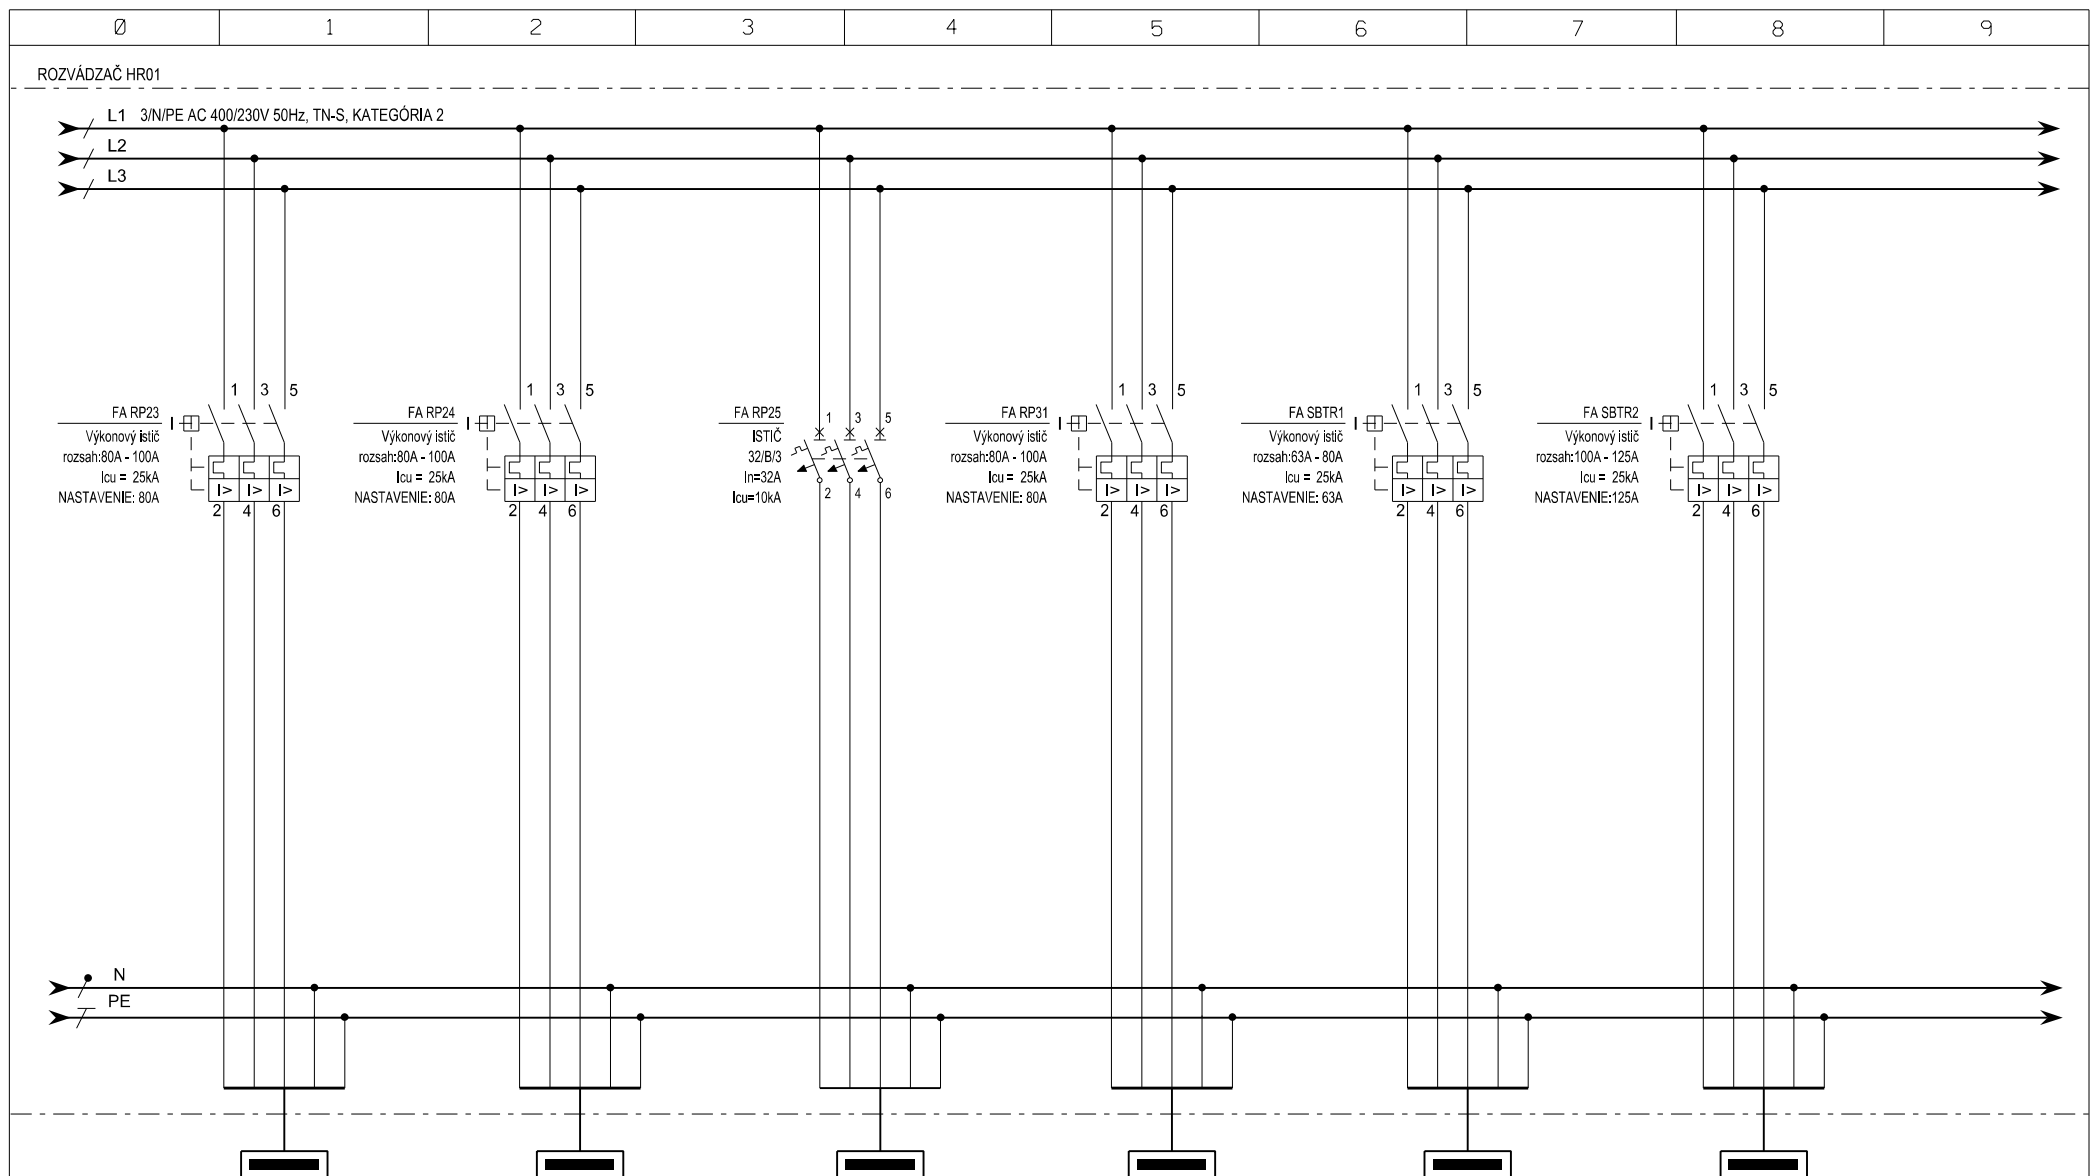 0 1 2 3 4 5 6 7 8 9
ROZVÁDZAČ HR01
L1 3/N/PE AC 400/230V 50Hz, TN-S, KATEGÓRIA 2
L2
L3
1 3 5
FA RP23
Výkonový istič
rozsah:80A - 100A
Icu = 25kA
NASTAVENIE: 80A
I> I> I>
2 4 6
1 3 5
FA RP24
Výkonový istič
rozsah:80A - 100A
Icu = 25kA
NASTAVENIE: 80A
I> I> I>
2 4 6
1 3 5
FA RP25
ISTIČ
32/B/3
In=32A
Icu=10kA
2 4 6
1 3 5
FA RP31
Výkonový istič
rozsah:80A - 100A
Icu = 25kA
NASTAVENIE: 80A
I> I> I>
2 4 6
1 3 5
FA SBTR1
Výkonový istič
rozsah:63A - 80A
Icu = 25kA
NASTAVENIE: 63A
I> I> I>
2 4 6
1 3 5
FA SBTR2
Výkonový istič
rozsah:100A - 125A
Icu = 25kA
NASTAVENIE:125A
I> I> I>
2 4 6
N
PE